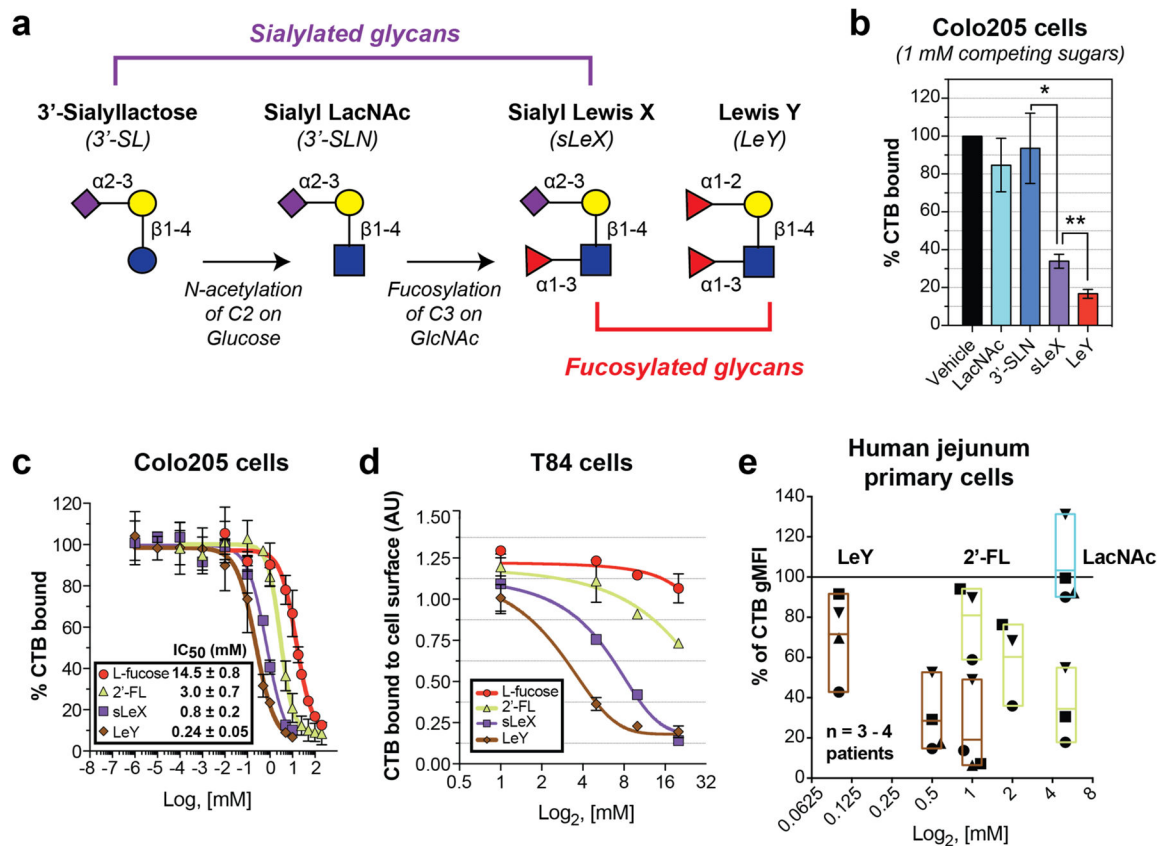 a
Sialylated glycans
3'-Sialyllactose
(3'-SL)
Sialyl LacNAc
(3'-SLN)
Sialyl Lewis X
(sLeX)
Lewis Y
(LeY)
α2-3
α2-3
α2-3
α1-2
β1-4
β1-4
β1-4
β1-4
α1-3
α1-3
N-acetylation
of C2 on
Glucose
Fucosylation
of C3 on
GlcNAc
Fucosylated glycans
b
Colo205 cells
(1 mM competing sugars)
% CTB bound
120
100
80
60
40
20
0
*
**
Vehicle
LacNAc
3'-SLN
sLeX
LeY
c
Colo205 cells
% CTB bound
120
100
80
60
40
20
0
IC50 (mM)
L-fucose 14.5 ± 0.8
2'-FL 3.0 ± 0.7
sLeX 0.8 ± 0.2
LeY 0.24 ± 0.05
-8 -7 -6 -5 -4 -3 -2 -1 0 1 2
Log, [mM]
d
T84 cells
CTB bound to cell surface (AU)
1.50
1.25
1.00
0.75
0.50
0.25
0.00
L-fucose
2'-FL
sLeX
LeY
0.5 1 2 4 8 16 32
Log2, [mM]
e
Human jejunum
primary cells
% of CTB gMFI
140
120
100
80
60
40
20
0
LeY
2'-FL
LacNAc
n = 3 - 4
patients
0.0625 0.125 0.25 0.5 1 2 4 8
Log2, [mM]